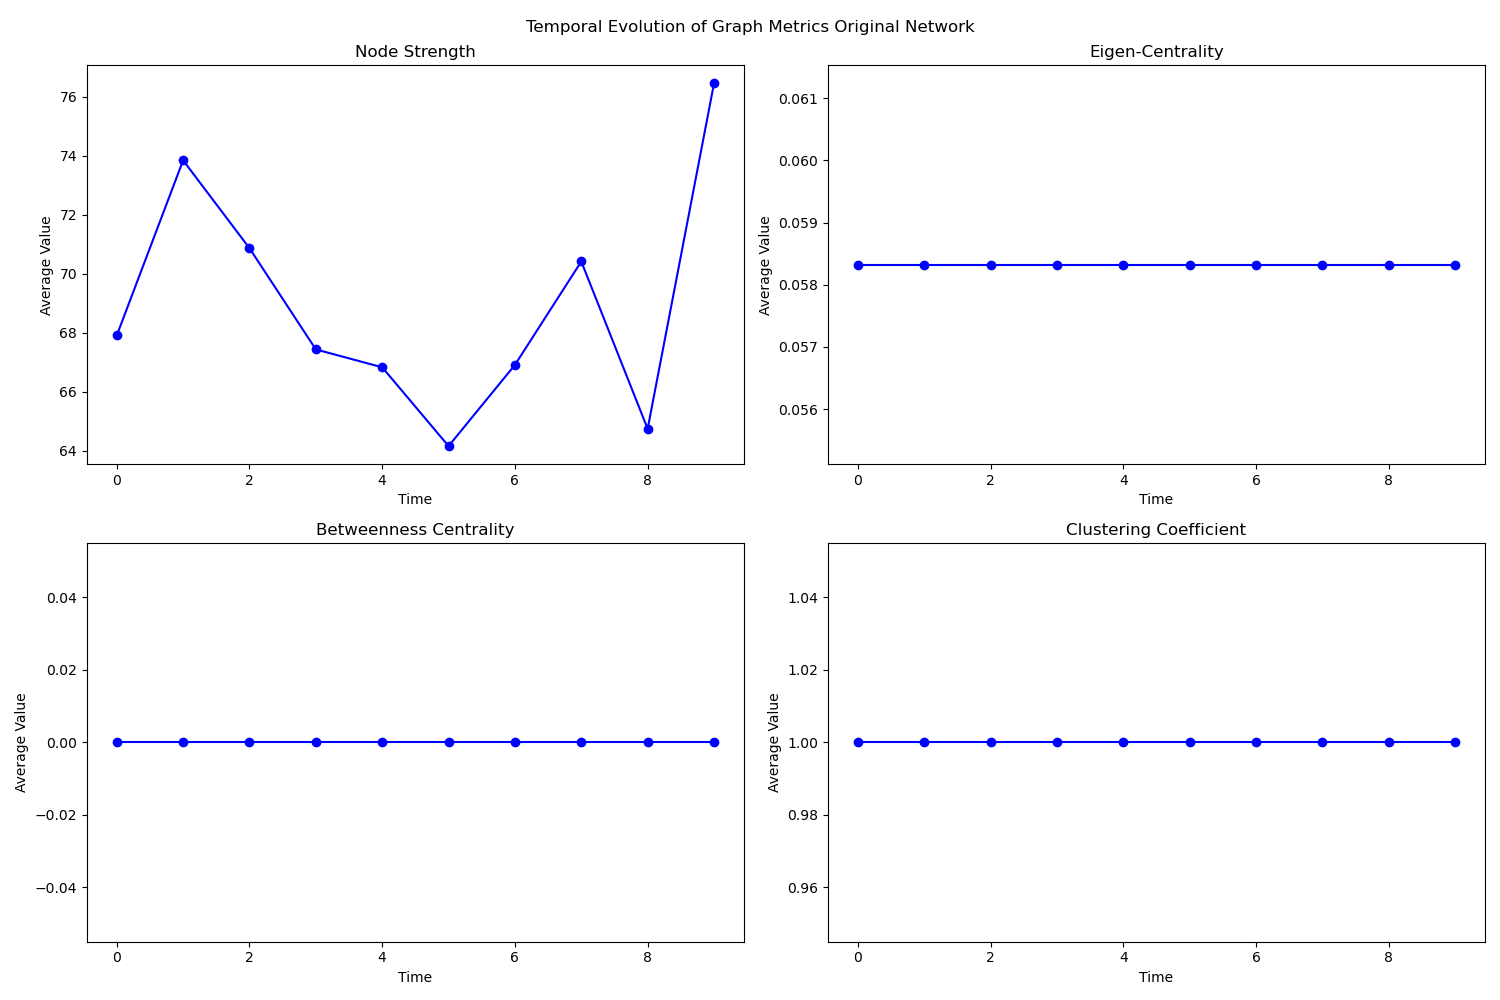 Temporal Evolution of Graph Metrics Original Network
Node Strength
76
74
72
70
68
66
64
Average Value
0 2 4 6 8
Time
Eigen-Centrality
0.061
0.060
0.059
0.058
0.057
0.056
Average Value
0 2 4 6 8
Time
Betweenness Centrality
0.04
0.02
0.00
−0.02
−0.04
Average Value
0 2 4 6 8
Time
Clustering Coefficient
1.04
1.02
1.00
0.98
0.96
Average Value
0 2 4 6 8
Time